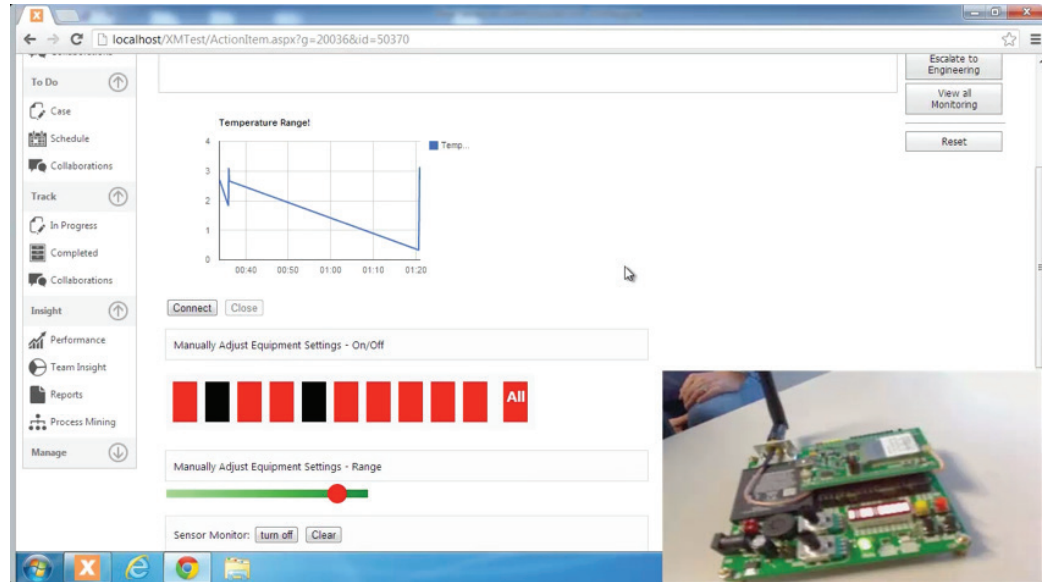 localhost/XMTest/ActionItem.aspx?g=20036&id=50370
To Do
Case
Schedule
Collaborations
Track
In Progress
Completed
Collaborations
Insight
Performance
Team Insight
Reports
Process Mining
Manage
Temperature Range!
4
3
2
1
0
00:40 00:50 01:00 01:10 01:20
Temp...
Connect Close
Manually Adjust Equipment Settings - On/Off
All
Manually Adjust Equipment Settings - Range
Sensor Monitor: turn off Clear
Escalate to
Engineering
View all
Monitoring
Reset